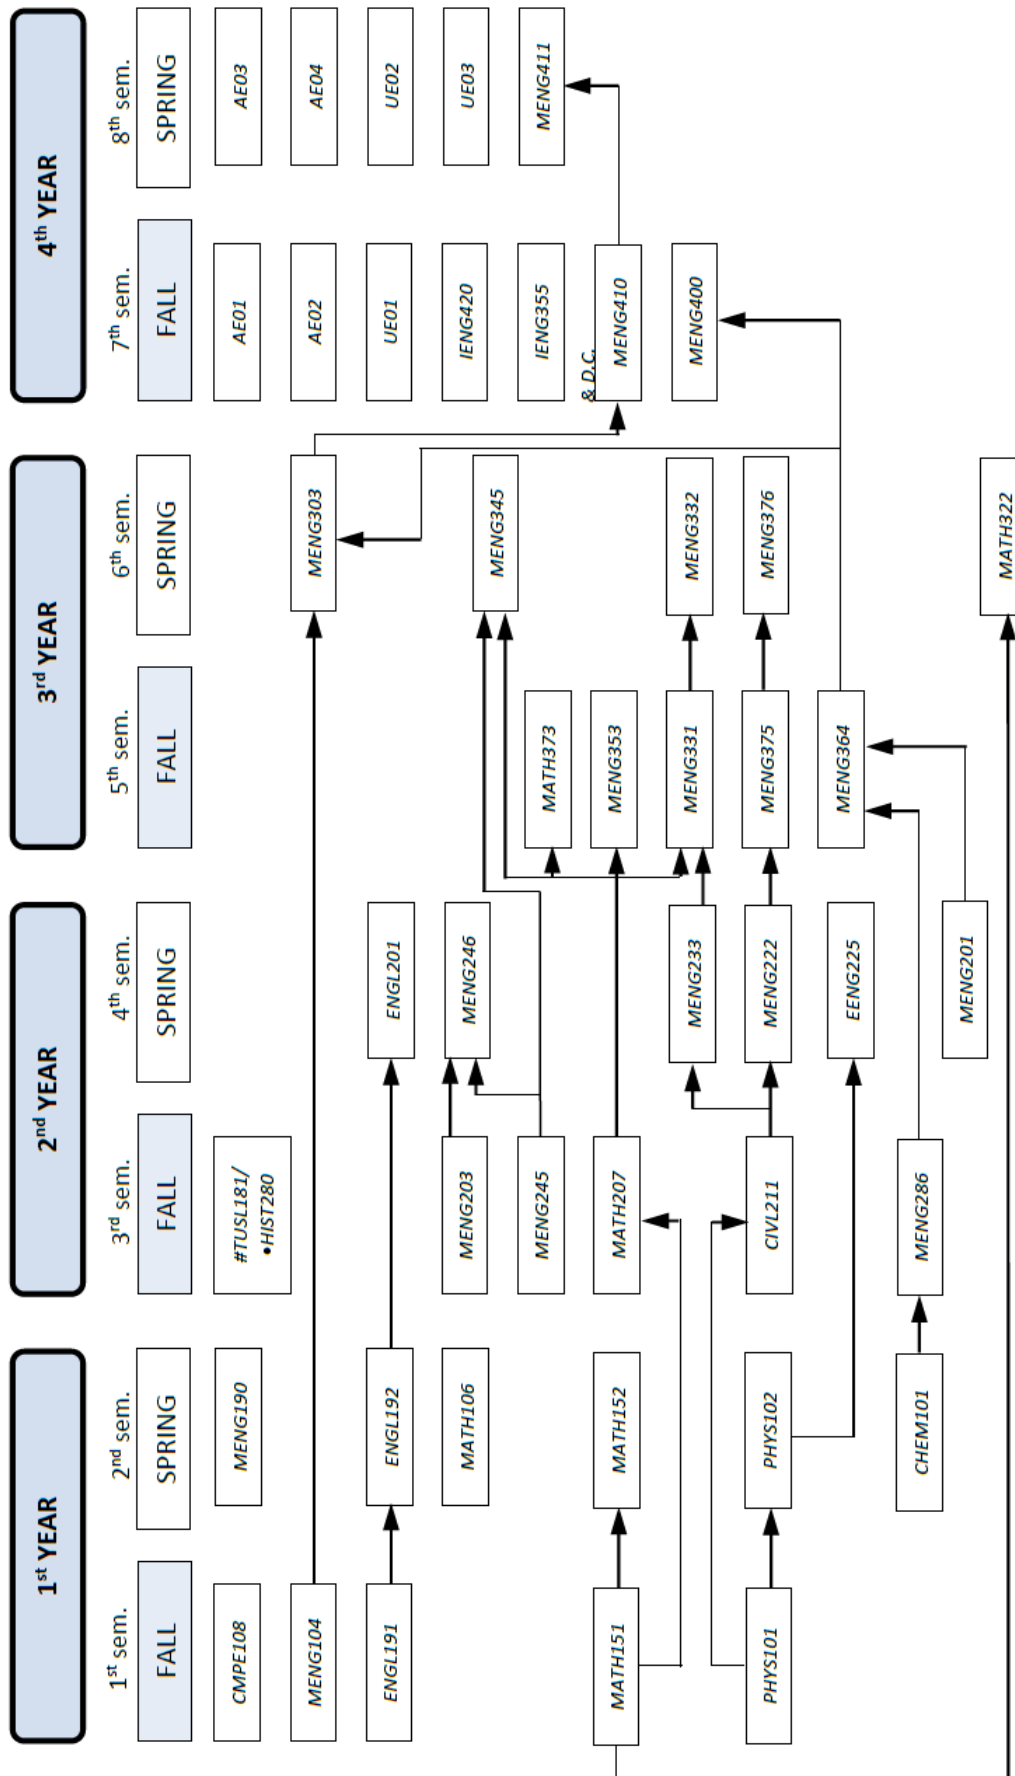 1st YEAR
2nd YEAR
3rd YEAR
4th YEAR
1st sem.
2nd sem.
3rd sem.
4th sem.
5th sem.
6th sem.
7th sem.
8th sem.
FALL
SPRING
FALL
SPRING
FALL
SPRING
FALL
SPRING
CMPE108
MENG190
#TUSL181/
•HIST280
AE01
AE03
MENG104
MENG303
AE02
AE04
ENGL191
ENGL192
ENGL201
UE01
UE02
MATH106
MENG203
MENG246
MENG345
IENG420
UE03
MENG245
MATH373
IENG355
MENG411
& D.C.
MATH151
MATH152
MATH207
MENG353
MENG410
MENG233
MENG331
MENG332
MENG400
PHYS101
PHYS102
CIVL211
MENG222
MENG375
MENG376
EENG225
MENG364
CHEM101
MENG286
MENG201
MATH322